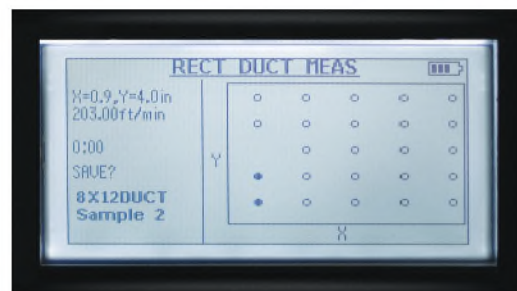 RECT DUCT MEAS
X=0.9,Y=4.0in
203.00ft/min
0:00
SAVE?
8X12DUCT
Sample 2
Y
X